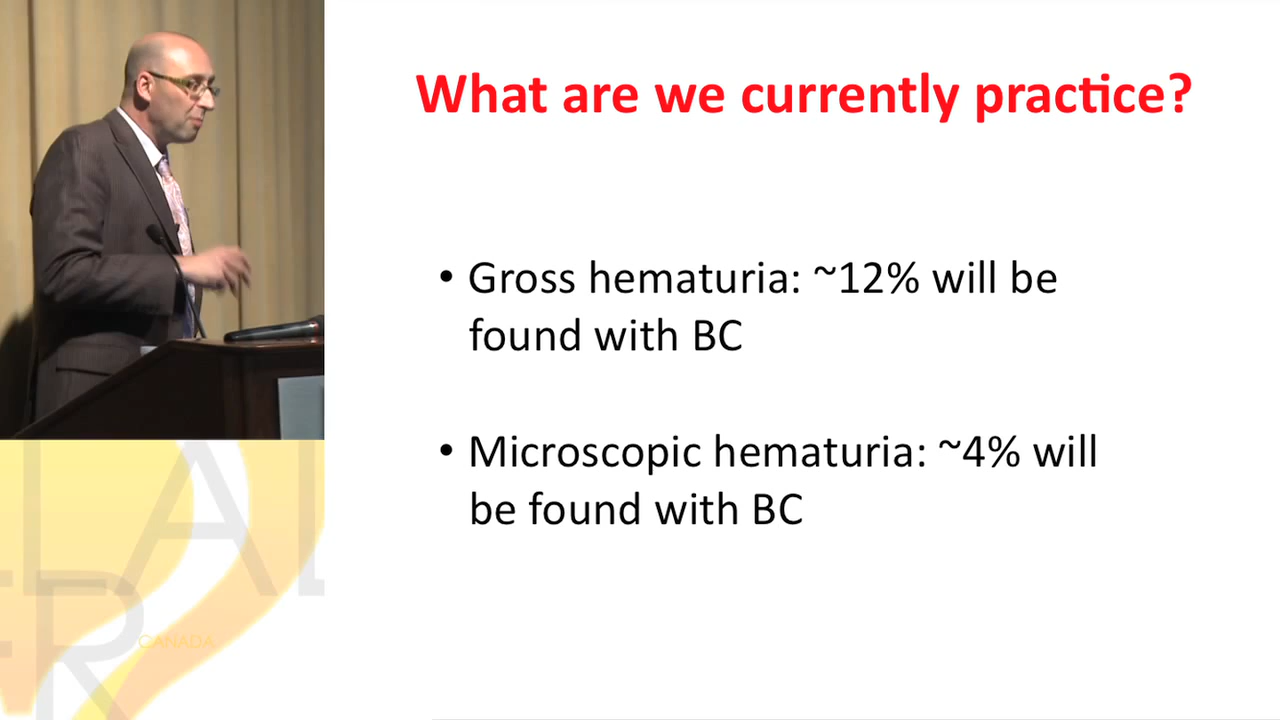 What are we currently practice?
• Gross hematuria: ~12% will be
found with BC
• Microscopic hematuria: ~4% will
be found with BC
CANADA